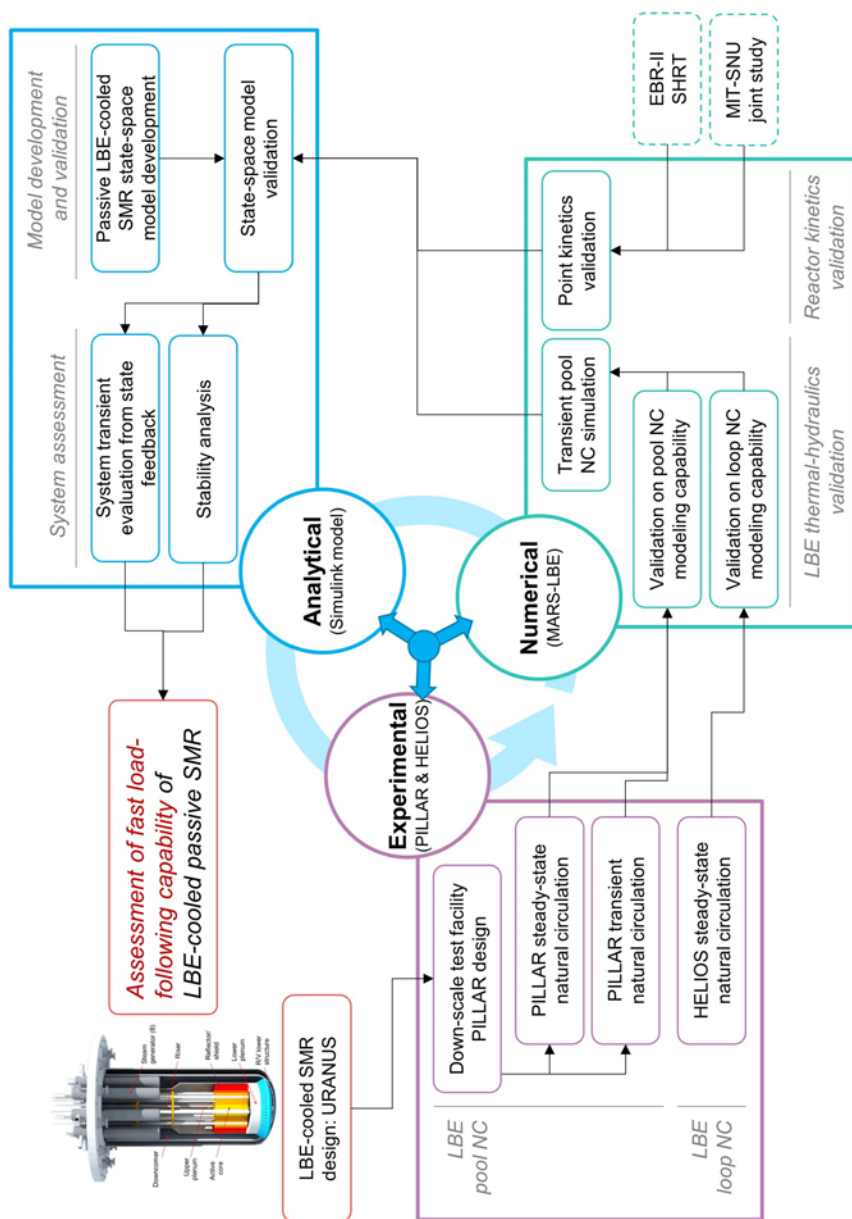 Steam generator (8)
Riser
Reflector/
shield
Lower
plenum
R/V lower
structure
Downcomer
Upper
plenum
Active
core
LBE-cooled SMR
design: URANUS
Assessment of fast load-
following capability of
LBE-cooled passive SMR
System assessment
System transient
evaluation from state
feedback
Stability analysis
Model development
and validation
Passive LBE-cooled
SMR state-space
model development
State-space model
validation
Analytical
(Simulink model)
Experimental
(PILLAR & HELIOS)
Numerical
(MARS-LBE)
LBE
pool NC
Down-scale test facility
PILLAR design
PILLAR steady-state
natural circulation
PILLAR transient
natural circulation
LBE
loop NC
HELIOS steady-state
natural circulation
Transient pool
NC simulation
Validation on pool NC
modeling capability
Validation on loop NC
modeling capability
LBE thermal-hydraulics
validation
Point kinetics
validation
Reactor kinetics
validation
EBR-II
SHRT
MIT-SNU
joint study